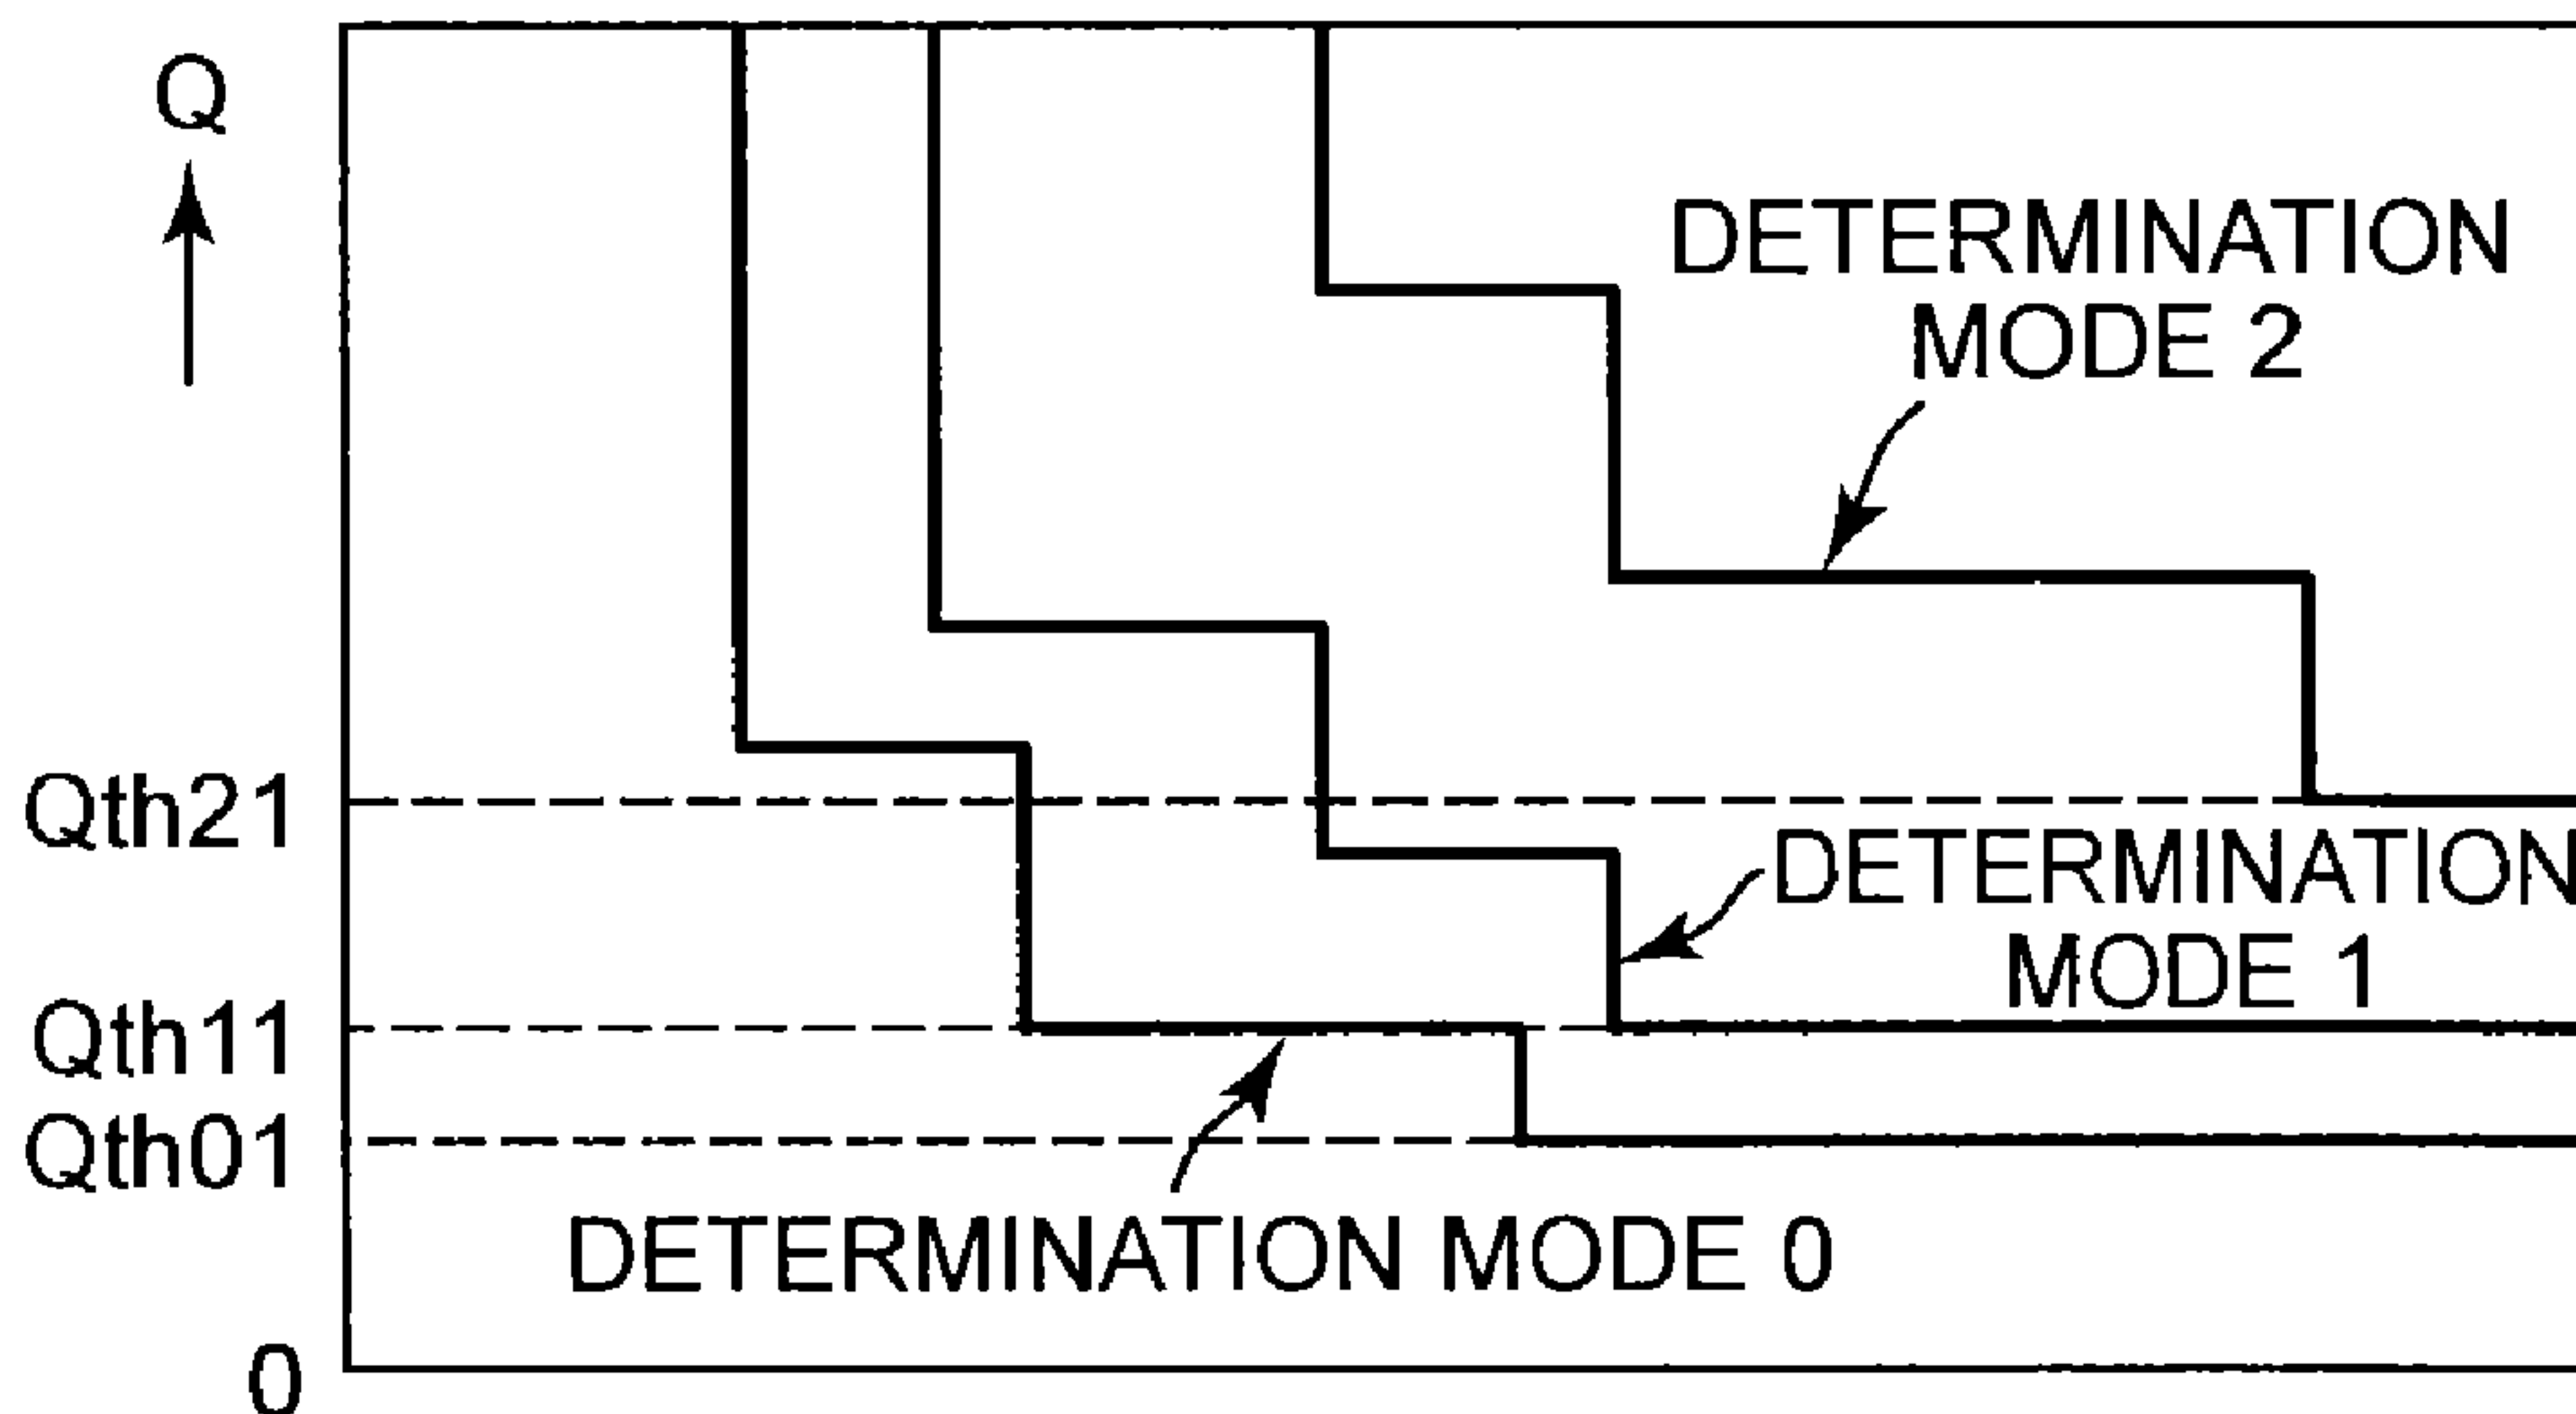 Q
DETERMINATION
MODE 2
Qth21
DETERMINATION
MODE 1
Qth11
Qth01
DETERMINATION MODE 0
0